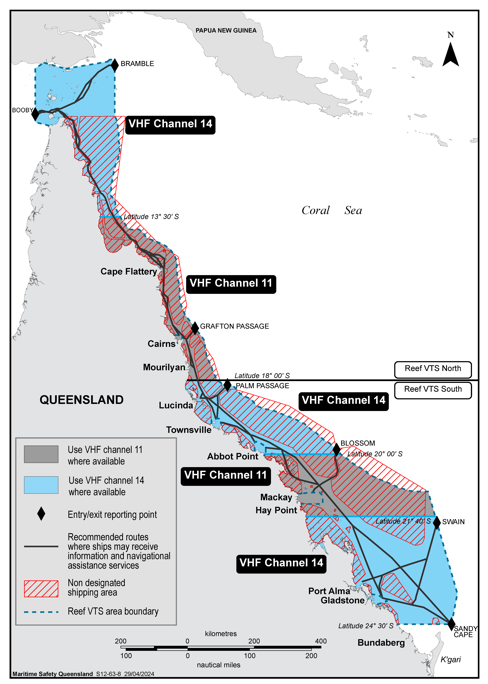 PAPUA NEW GUINEA
N
BRAMBLE
BOOBY
VHF Channel 14
Latitude 13° 30' S
Coral Sea
Cape Flattery
VHF Channel 11
GRAFTON PASSAGE
Cairns
Mourilyan
Reef VTS North
Latitude 18° 00' S
Reef VTS South
PALM PASSAGE
QUEENSLAND
VHF Channel 14
Lucinda
Townsville
BLOSSOM
Latitude 20° 00' S
Abbot Point
VHF Channel 11
Mackay
Hay Point
Latitude 21° 40' S
SWAIN
VHF Channel 14
Port Alma
Gladstone
Latitude 24° 30' S
SANDY
CAPE
Bundaberg
K'gari
Use VHF channel 11
where available
Use VHF channel 14
where available
Entry/exit reporting point
Recommended routes
where ships may receive
information and navigational
assistance services
Non designated
shipping area
Reef VTS area boundary
kilometres
200 0 200 400
100 0 100 200
nautical miles
Maritime Safety Queensland S12-63-8 29/04/2024